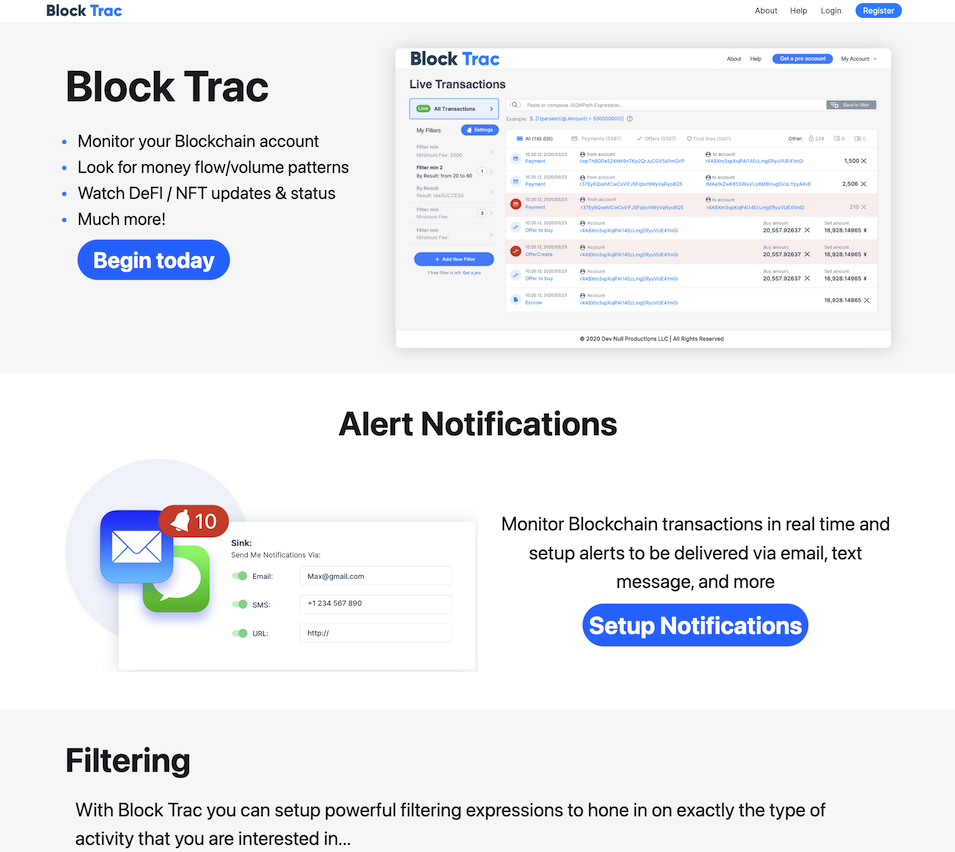 Block Trac
About Help Login Register
Block Trac
Monitor your Blockchain account
Look for money flow/volume patterns
Watch DeFI / NFT updates & status
Much more!
Begin today
Block Trac
About Help Get a pro account My Account
Live Transactions
Live All Transactions
My Filters Settings
Filter min
Minimum Fee: 2000
Filter min 2
By Result: from 20 to 60
1
By Result
Result: tesSUCCESS
Filter min
Minimum Fee:
3
Filter min
Minimum Fee:
+ Add New Filter
1 free filter is left Get a pro
Paste or compose JSONPath Expression...
Save to filter
Example:
All (145 235) Payments (5587) Offers (5587) Trust lines (5587) Other: 234 0 0
10.20.12, 2020/03/23 from account to account
Payment 1,500
10.20.12, 2020/03/23 from account to account
Payment 2,506
10.20.12, 2020/03/23 from account to account
Payment 210
10.20.12, 2020/03/23 Account Buy amount Sell amount
Offer to buy 20,557.92637 16,928.14965 ¥
10.20.12, 2020/03/23 Account Buy amount Sell amount
OfferCreate 20,557.92637 16,928.14965 ¥
10.20.12, 2020/03/23 Account Buy amount Sell amount
Offer to buy 20,557.92637 16,928.14965 ¥
10.20.12, 2020/03/23 Account
Escrow 16,928.14965
© 2020 Dev Null Productions LLC | All Rights Reserved
Alert Notifications
10
Sink:
Send Me Notifications Via:
Email: Max@gmail.com
SMS: +1 234 567 890
URL: http://
Monitor Blockchain transactions in real time and
setup alerts to be delivered via email, text
message, and more
Setup Notifications
Filtering
With Block Trac you can setup powerful filtering expressions to hone in on exactly the type of
activity that you are interested in...